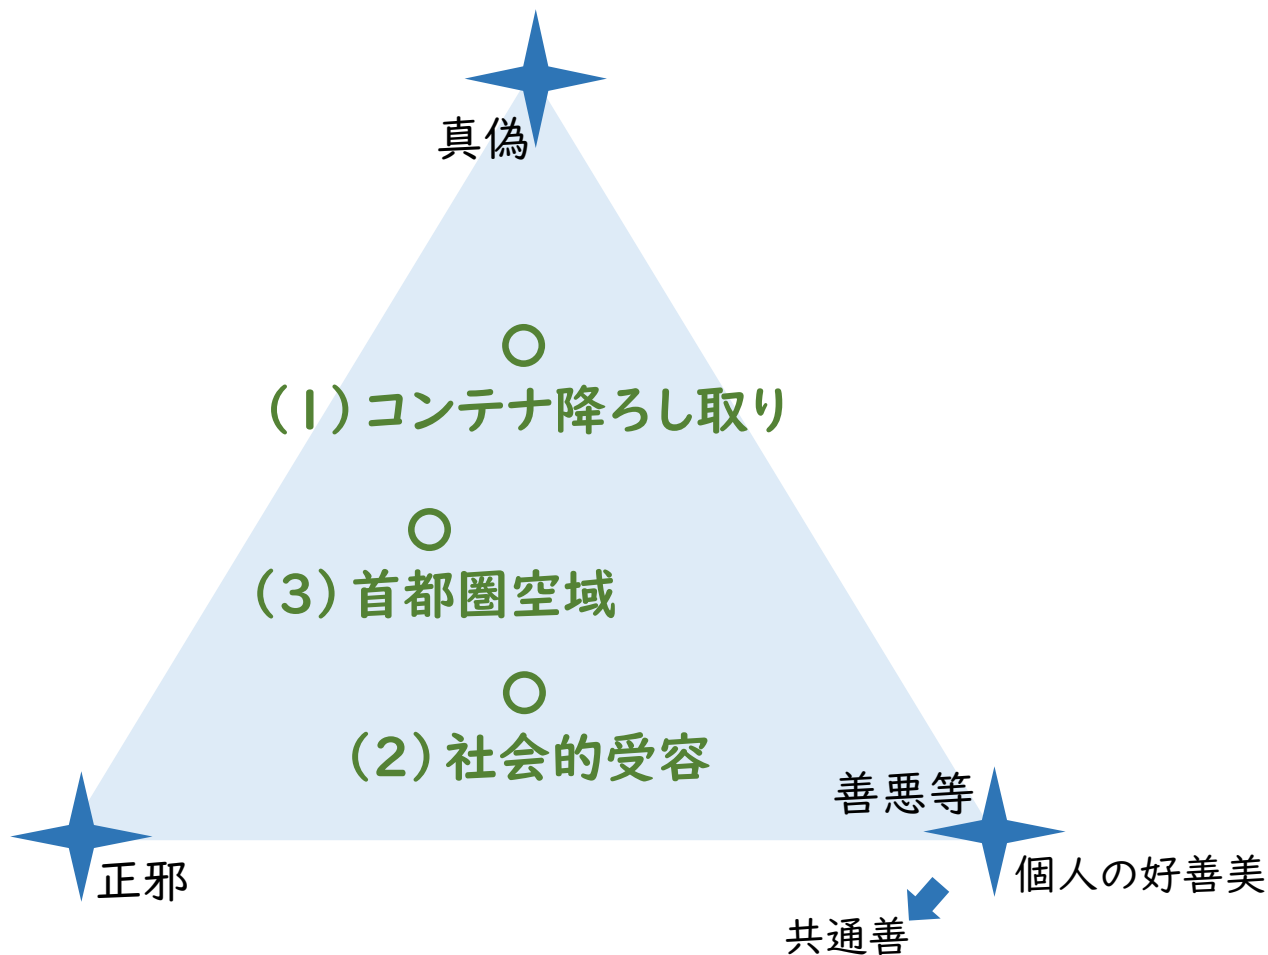 真偽
(1)コンテナ降ろし取り
(3)首都圏空域
(2)社会的受容
善悪等
正邪
個人の好善美
共通善